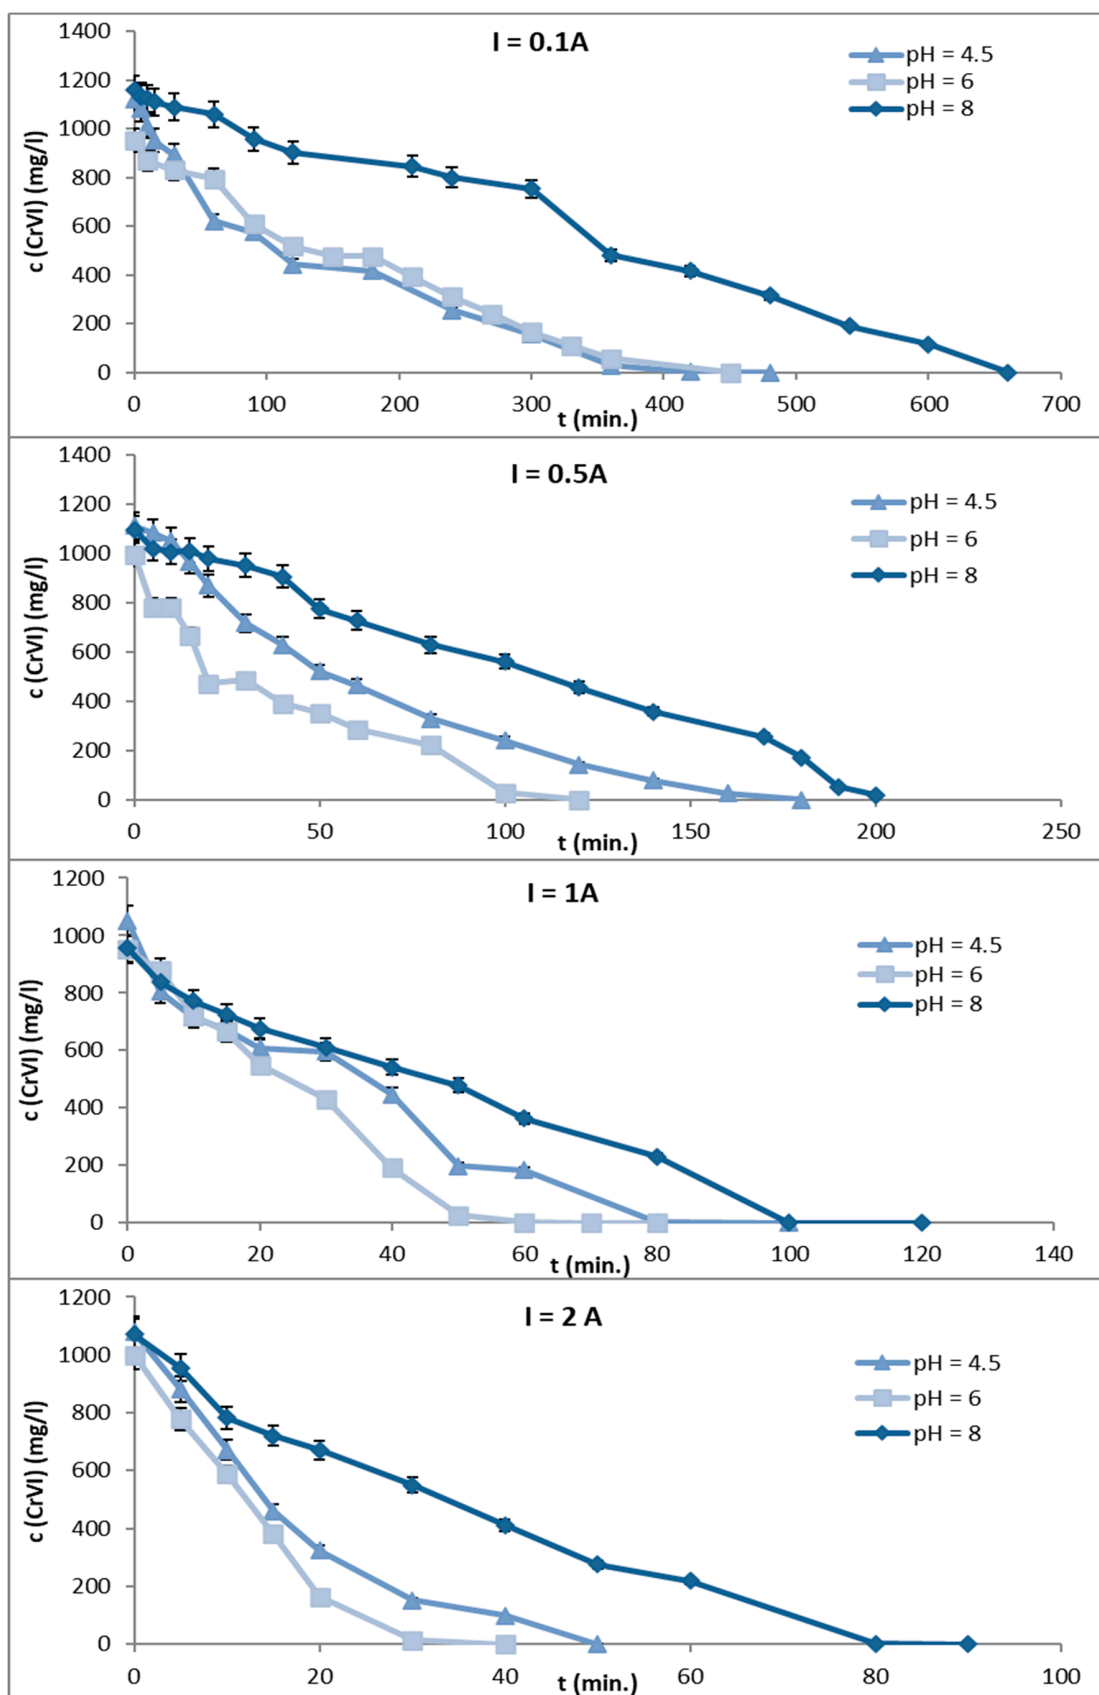 I = 0.1A
1400
1200
1000
800
600
400
200
0
c (CrVI) (mg/l)
pH = 4.5
pH = 6
pH = 8
0 100 200 300 400 500 600 700
t (min.)
I = 0.5A
1400
1200
1000
800
600
400
200
0
c (CrVI) (mg/l)
pH = 4.5
pH = 6
pH = 8
0 50 100 150 200 250
t (min.)
I = 1A
1200
1000
800
600
400
200
0
c (CrVI) (mg/l)
pH = 4.5
pH = 6
pH = 8
0 20 40 60 80 100 120 140
t (min.)
I = 2 A
1200
1000
800
600
400
200
0
c (CrVI) (mg/l)
pH = 4.5
pH = 6
pH = 8
0 20 40 60 80 100
t (min.)